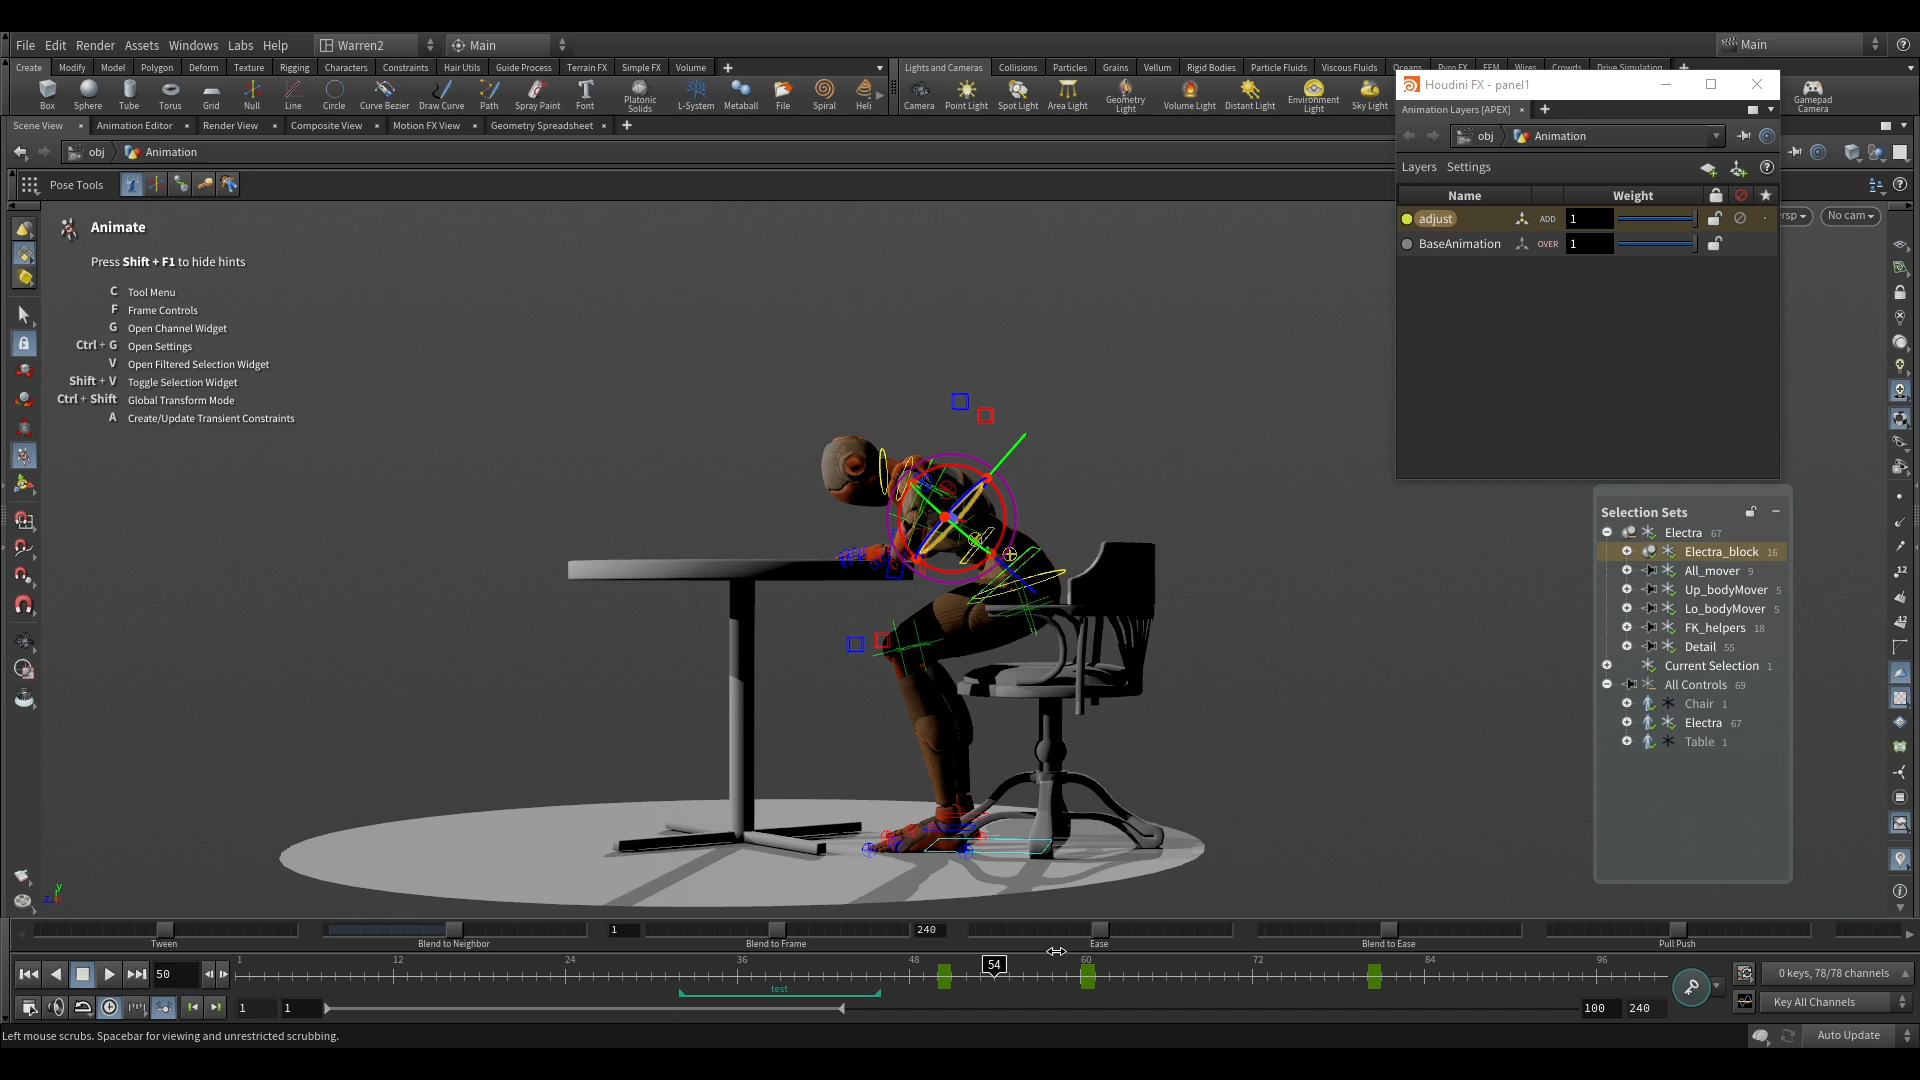 File Edit Render Assets Windows Labs Help Warren2 Main Main
Create Modify Model Polygon Deform Texture Rigging Characters Constraints Hair Utils Guide Process Terrain FX Simple FX Volume
Lights and Cameras Collisions Particles Grains Vellum Rigid Bodies Particle Fluids Viscous Fluids Oceans Pyro FX FEM Wires Crowds Drive Simulation
Box Sphere Tube Torus Grid Null Line Circle Curve Bezier Draw Curve Path Spray Paint Font Platonic Solids L-System Metaball File Spiral Heli
Camera Point Light Spot Light Area Light Geometry Light Volume Light Distant Light Environment Light Sky Light Gamepad Camera
Scene View Animation Editor Render View Composite View Motion FX View Geometry Spreadsheet
obj Animation
Pose Tools
Animate
Press Shift + F1 to hide hints
C Tool Menu
F Frame Controls
G Open Channel Widget
Ctrl + G Open Settings
V Open Filtered Selection Widget
Shift + V Toggle Selection Widget
Ctrl + Shift Global Transform Mode
A Create/Update Transient Constraints
Houdini FX - panel1
Animation Layers [APEX]
obj Animation
Layers Settings
Name Weight
adjust ADD 1
BaseAnimation OVER 1
ersp No cam
Selection Sets
Electra 67
Electra_block 16
All_mover 9
Up_bodyMover 5
Lo_bodyMover 5
FK_helpers 18
Detail 55
Current Selection 1
All Controls 69
Chair 1
Electra 67
Table 1
12
12
y
z
1 240
Tween Blend to Neighbor Blend to Frame Ease Blend to Ease Pull Push
50 1 12 24 36 48 54 60 72 84 96
0 keys, 78/78 channels
test
1 1 100 240
Key All Channels
Left mouse scrubs. Spacebar for viewing and unrestricted scrubbing.
Auto Update